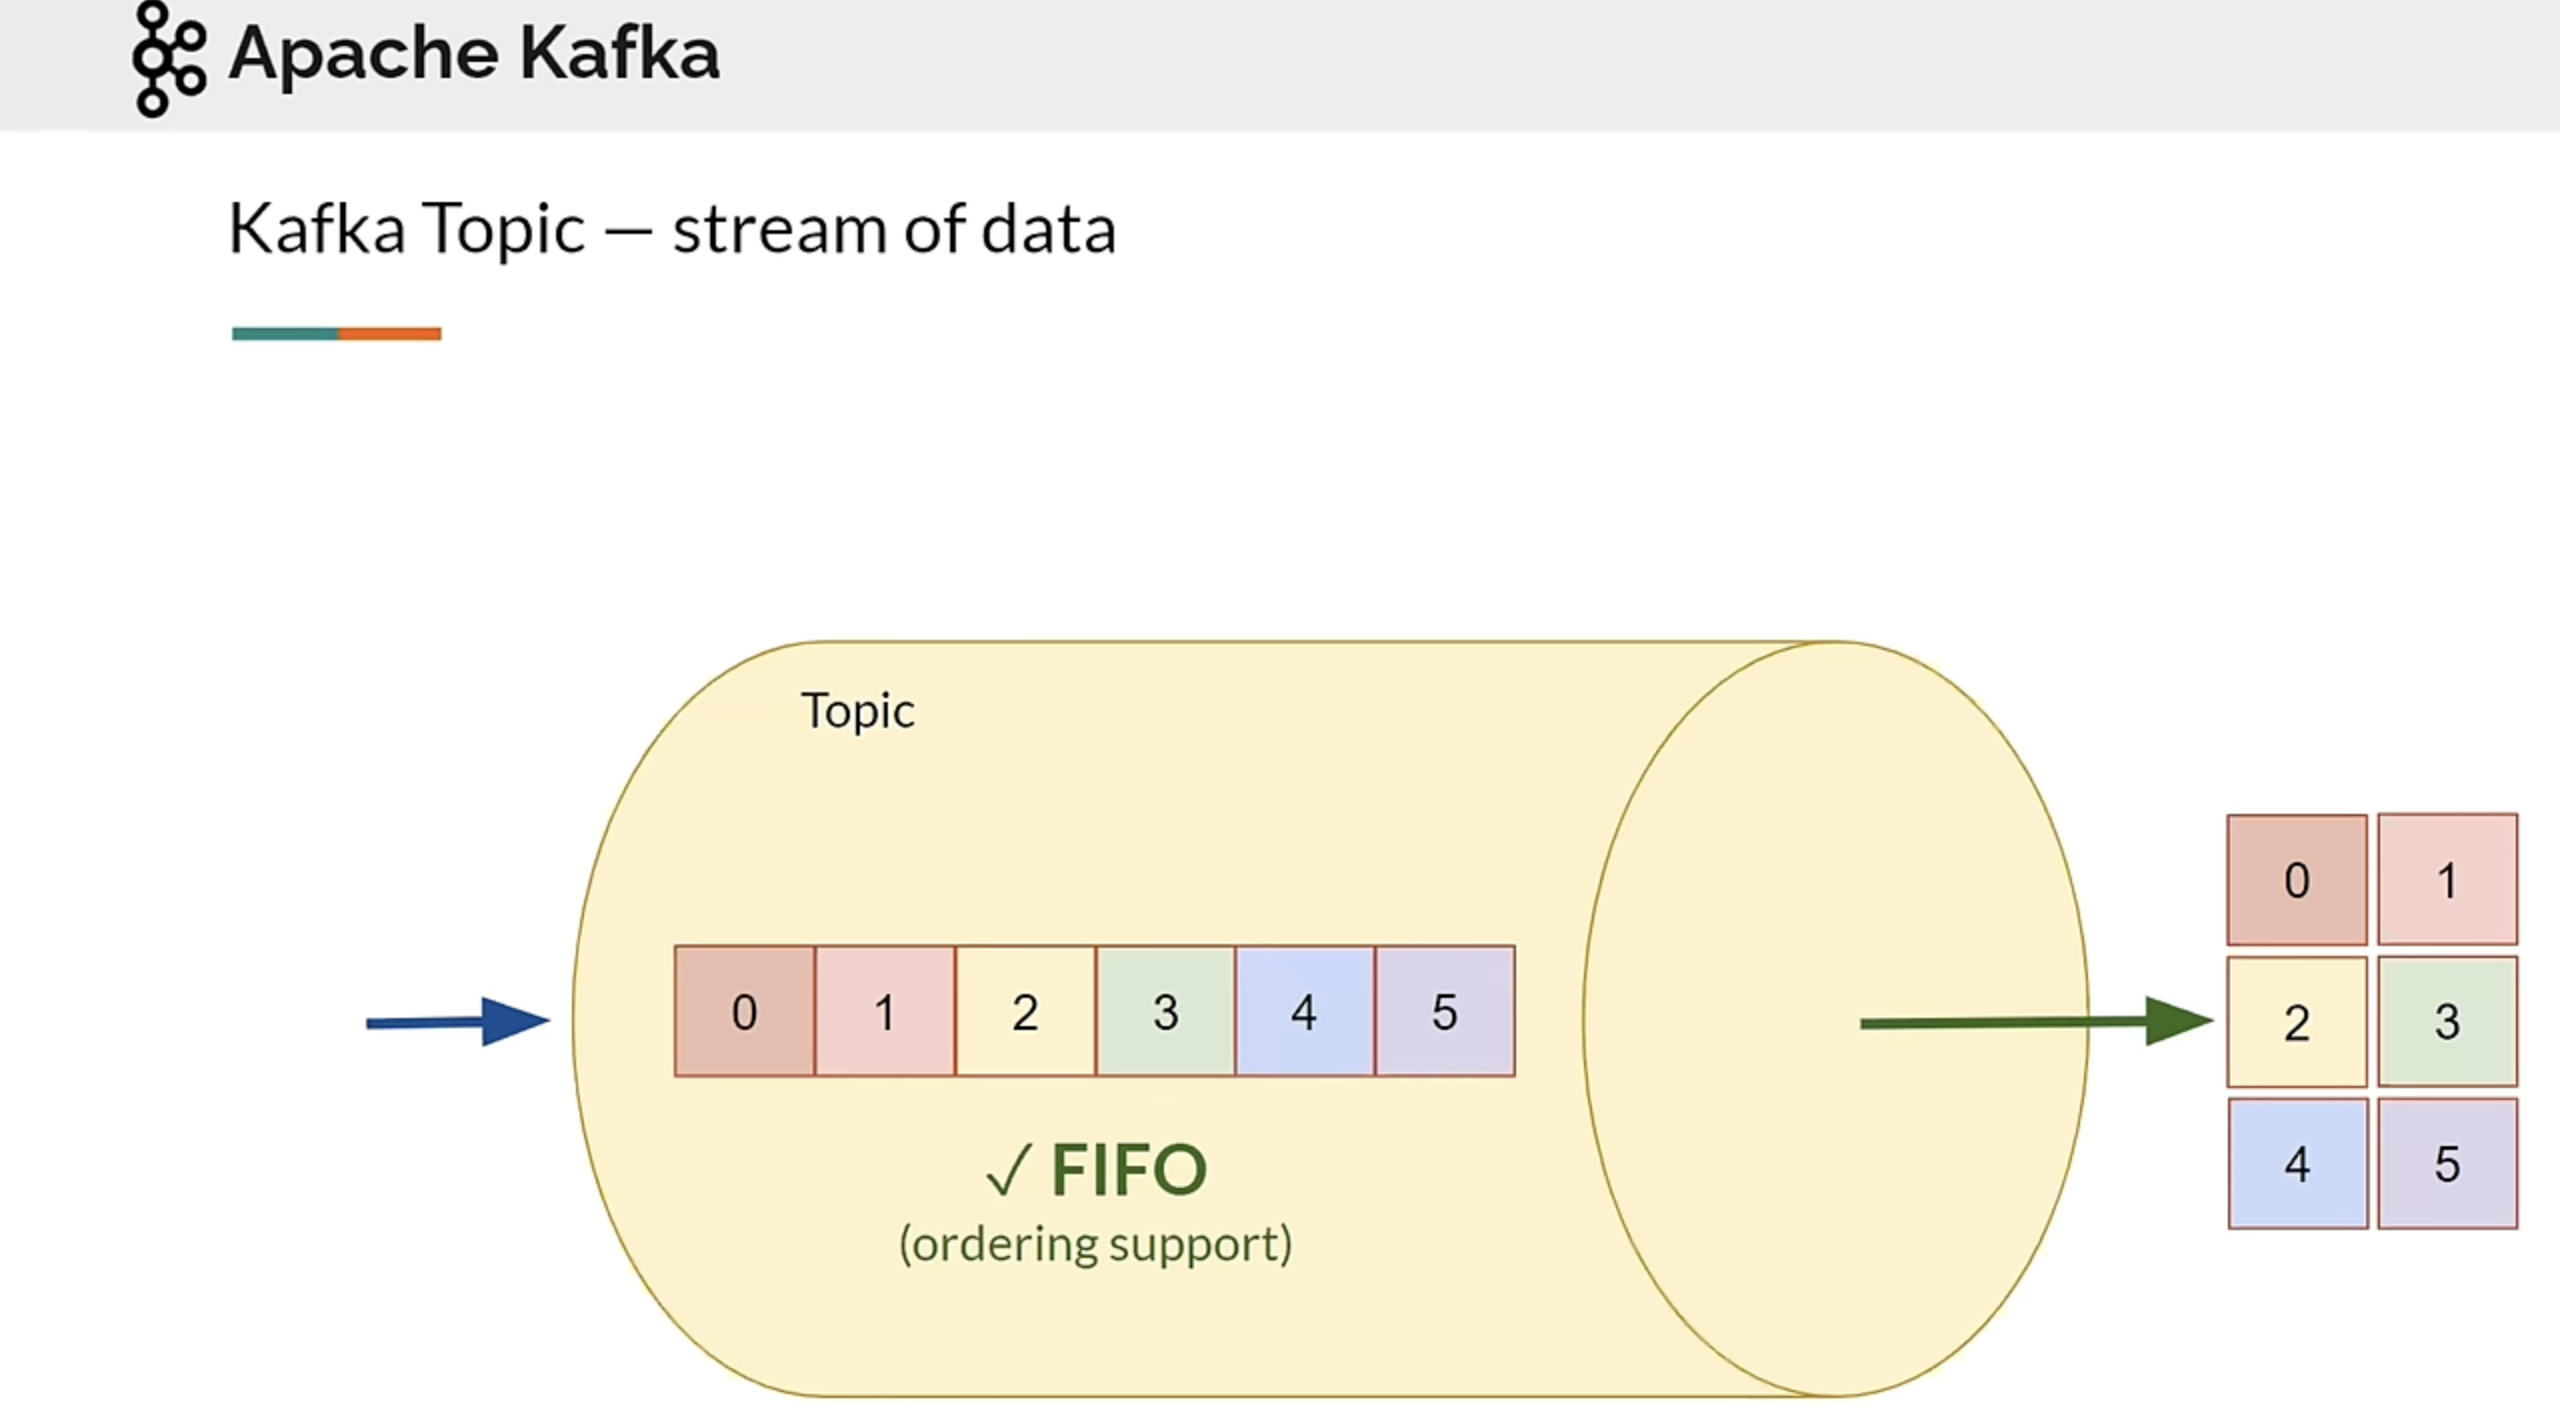 Apache Kafka
Kafka Topic — stream of data
Topic
0 1 2 3 4 5
✓ FIFO
(ordering support)
0 1
2 3
4 5